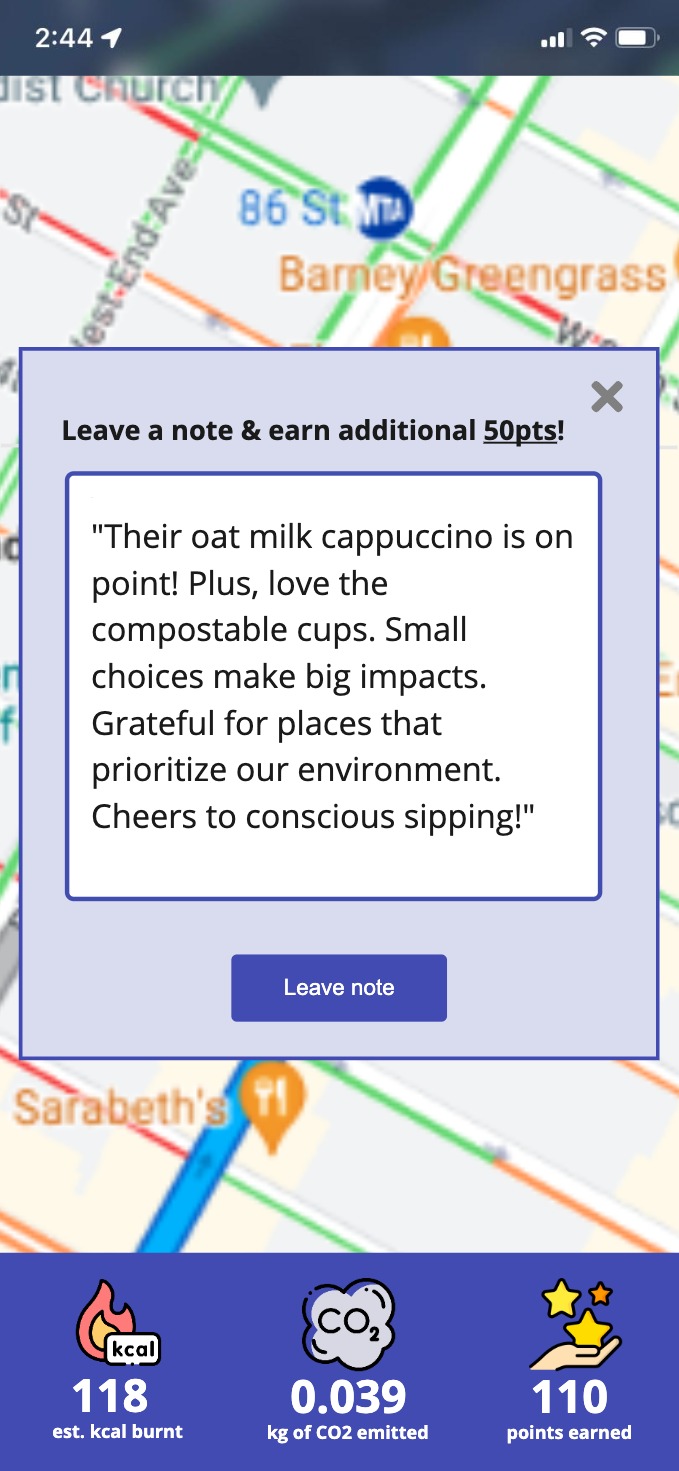 2:44
dist Church
St
West End Ave
86 St
MTA
Barney Greengrass
Leave a note & earn additional 50pts!
"Their oat milk cappuccino is on
point! Plus, love the
compostable cups. Small
choices make big impacts.
Grateful for places that
prioritize our environment.
Cheers to conscious sipping!"
Leave note
Sarabeth's
kcal
CO2
118
0.039
110
est. kcal burnt
kg of CO2 emitted
points earned